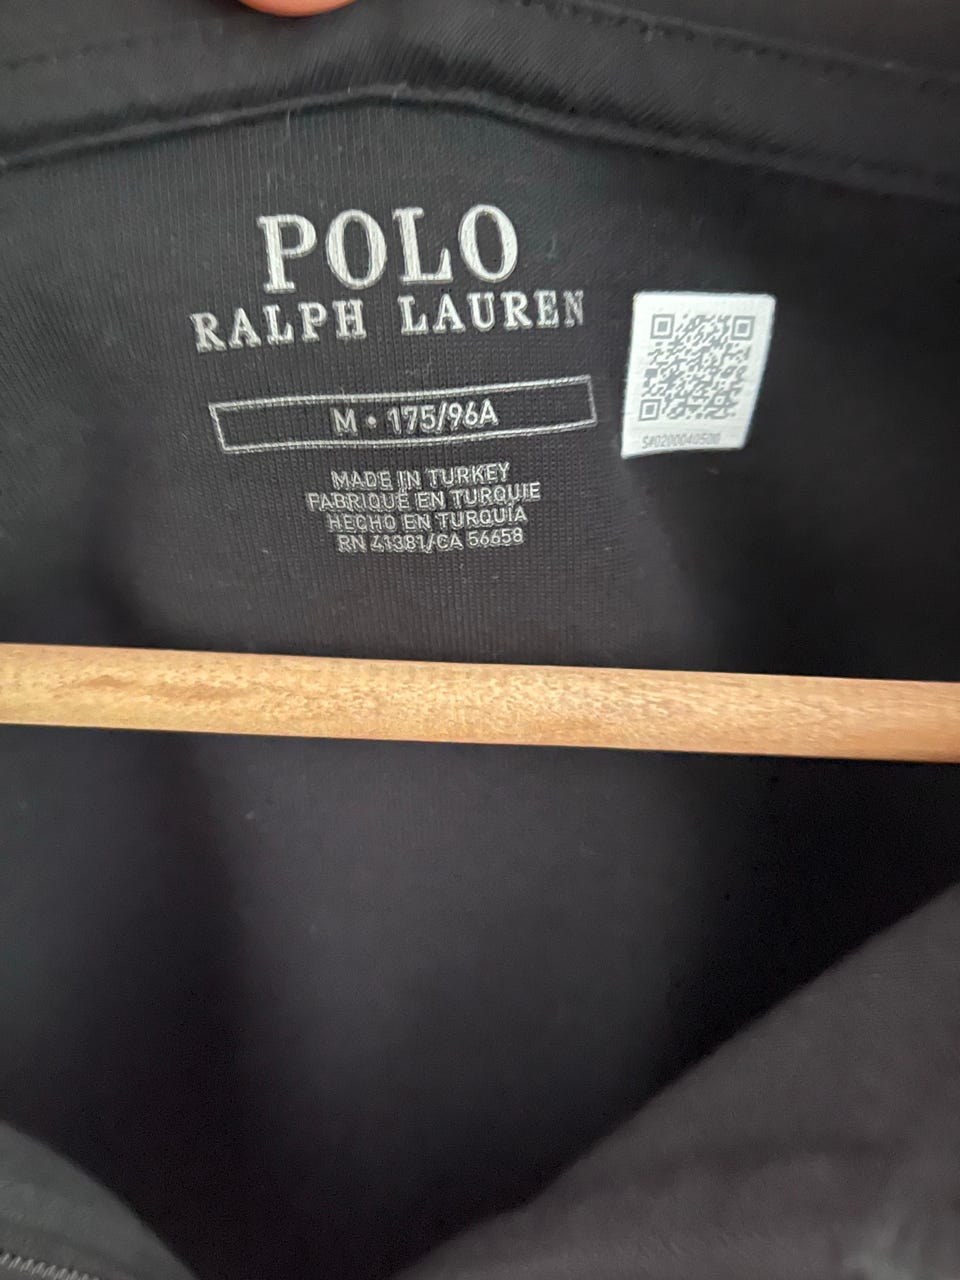 POLO
RALPH LAUREN
M • 175/96A
MADE IN TURKEY
FABRIQUÉ EN TURQUIE
HECHO EN TURQUÍA
RN 41381/CA 56658